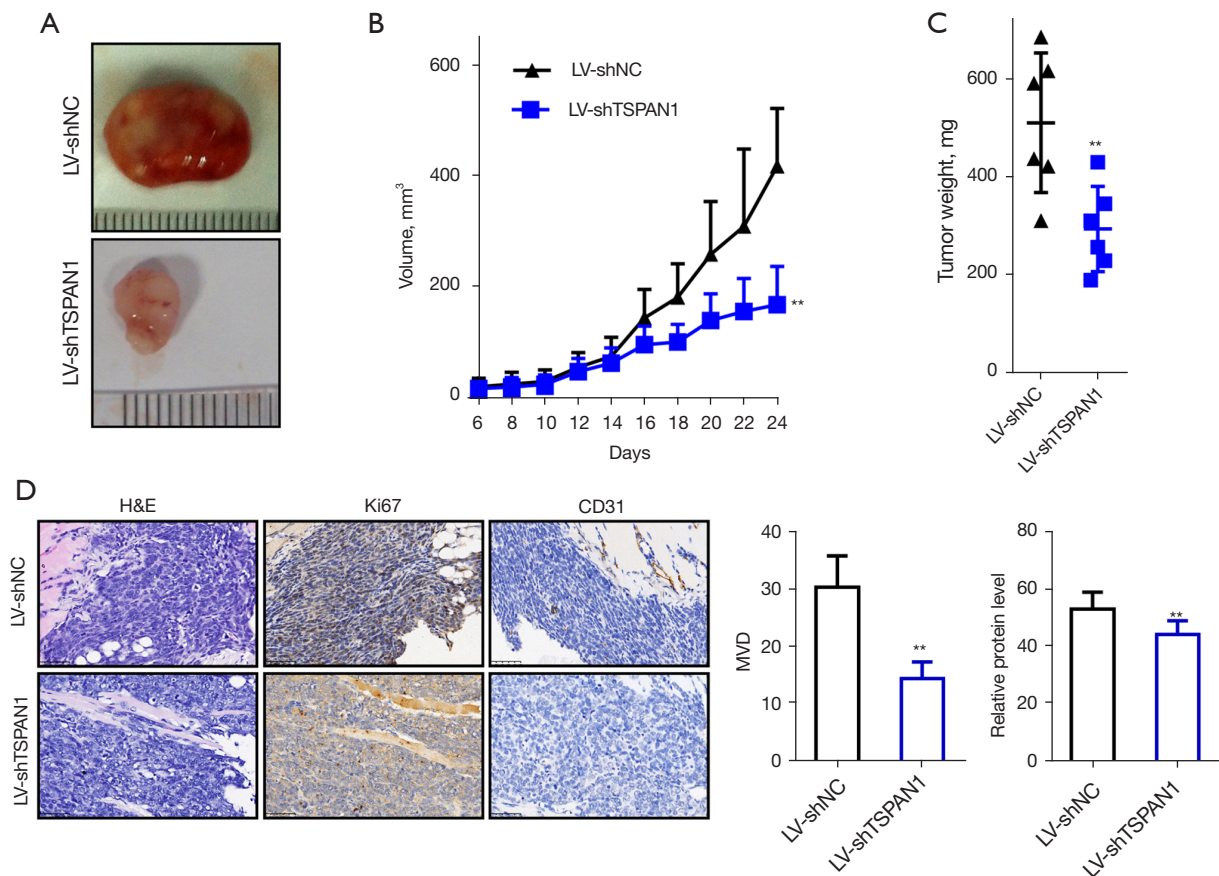 A
LV-shNC
LV-shTSPAN1
B
600
400
200
0
Volume, mm³
LV-shNC
LV-shTSPAN1
**
6 8 10 12 14 16 18 20 22 24
Days
C
600
400
200
0
Tumor weight, mg
**
LV-shNC
LV-shTSPAN1
D
H&E Ki67 CD31
LV-shNC
LV-shTSPAN1
40
30
20
10
0
MVD
**
LV-shNC
LV-shTSPAN1
80
60
40
20
0
Relative protein level
**
LV-shNC
LV-shTSPAN1